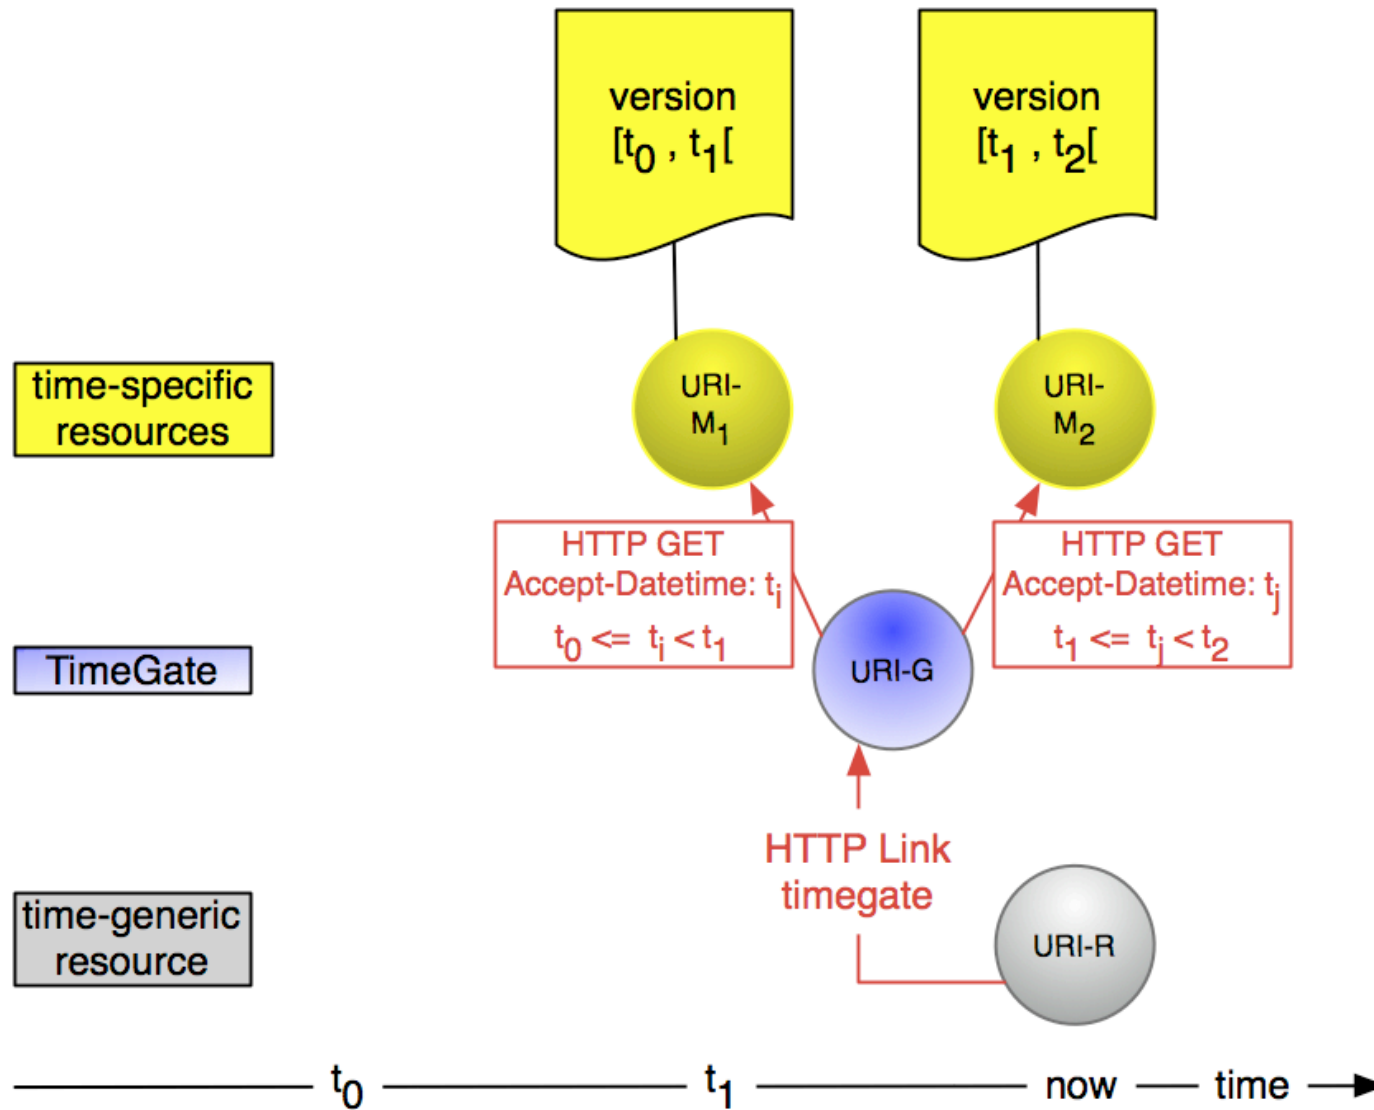 version
[t₀ , t₁[
version
[t₁ , t₂[
time-specific
resources
URI-
M₁
URI-
M₂
HTTP GET
Accept-Datetime: tᵢ
t₀ <= tᵢ < t₁
HTTP GET
Accept-Datetime: tⱼ
t₁ <= tⱼ < t₂
TimeGate
URI-G
HTTP Link
timegate
time-generic
resource
URI-R
t₀ t₁ now time